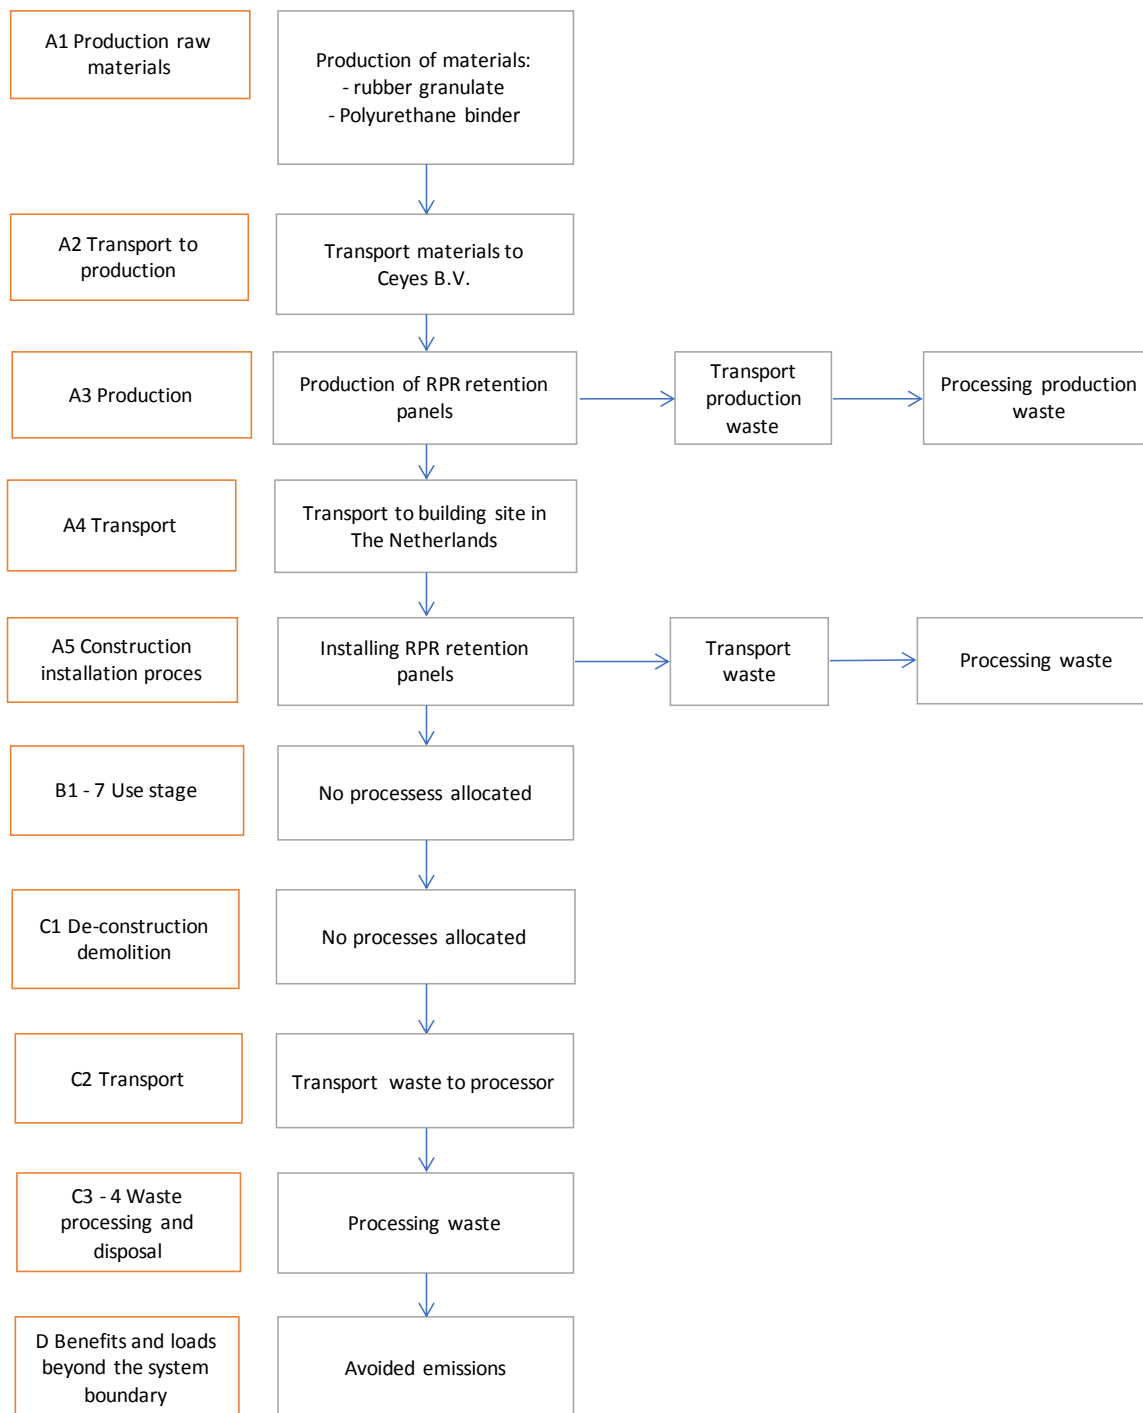 A1 Production raw
materials
Production of materials:
- rubber granulate
- Polyurethane binder
A2 Transport to
production
Transport materials to
Ceyes B.V.
A3 Production
Production of RPR retention
panels
Transport
production
waste
Processing production
waste
A4 Transport
Transport to building site in
The Netherlands
A5 Construction
installation proces
Installing RPR retention
panels
Transport
waste
Processing waste
B1 - 7 Use stage
No processess allocated
C1 De-construction
demolition
No processes allocated
C2 Transport
Transport waste to processor
C3 - 4 Waste
processing and
disposal
Processing waste
D Benefits and loads
beyond the system
boundary
Avoided emissions